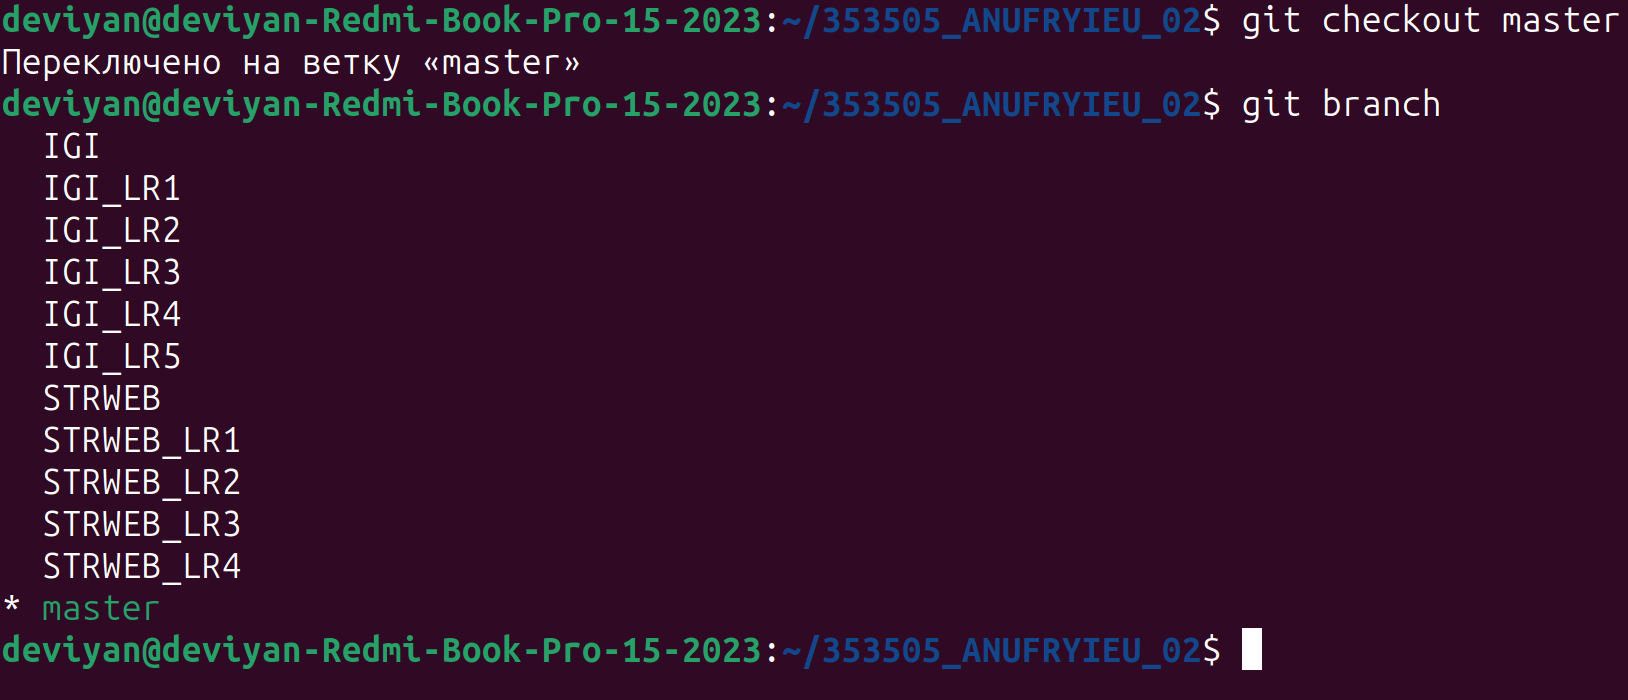 deviyan@deviyan-Redmi-Book-Pro-15-2023:~/353505_ANUFRYIEU_02$ git checkout master
Переключено на ветку «master»
deviyan@deviyan-Redmi-Book-Pro-15-2023:~/353505_ANUFRYIEU_02$ git branch
  IGI
  IGI_LR1
  IGI_LR2
  IGI_LR3
  IGI_LR4
  IGI_LR5
  STRWEB
  STRWEB_LR1
  STRWEB_LR2
  STRWEB_LR3
  STRWEB_LR4
* master
deviyan@deviyan-Redmi-Book-Pro-15-2023:~/353505_ANUFRYIEU_02$